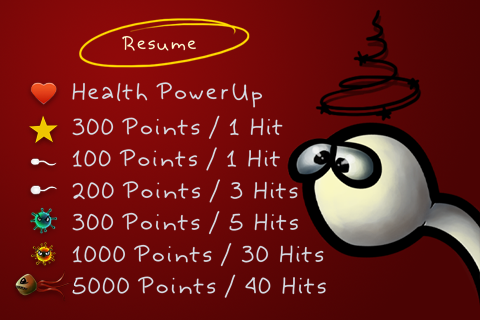 Resume
Health PowerUp
300 Points / 1 Hit
100 Points / 1 Hit
200 Points / 3 Hits
300 Points / 5 Hits
1000 Points / 30 Hits
5000 Points / 40 Hits